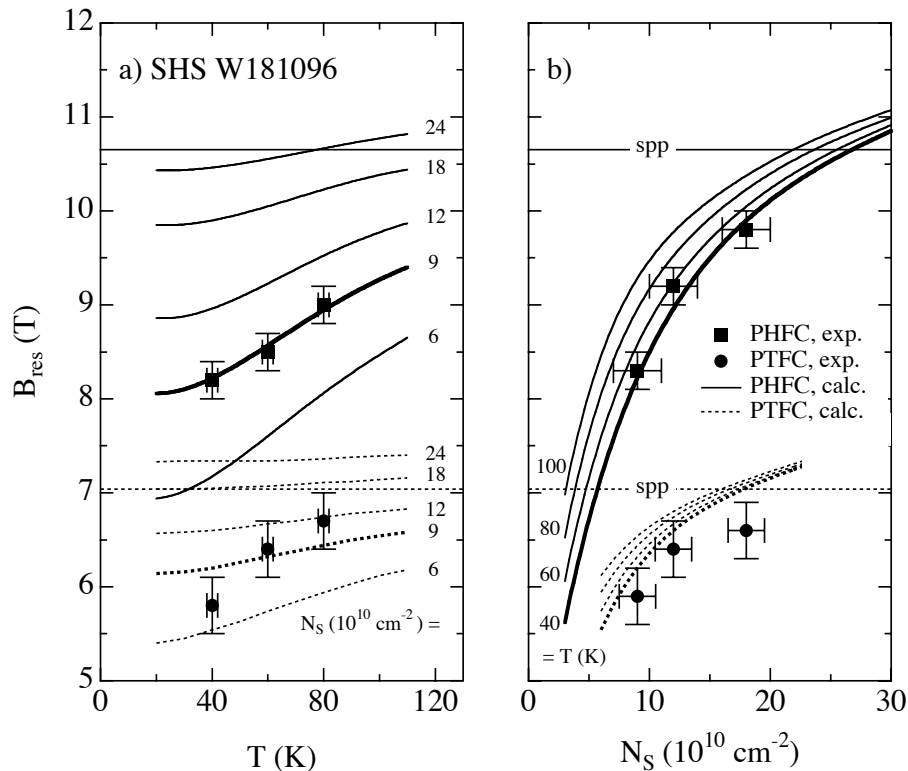 a) SHS W181096
24
18
12
9
6
24
18
12
9
6
N_S (10^10 cm^-2) =
B_res (T)
12
11
10
9
8
7
6
5
0
40
80
120
T (K)
b)
spp
PHFC, exp.
PTFC, exp.
PHFC, calc.
PTFC, calc.
spp
100
80
60
40
= T (K)
0
10
20
30
N_S (10^10 cm^-2)